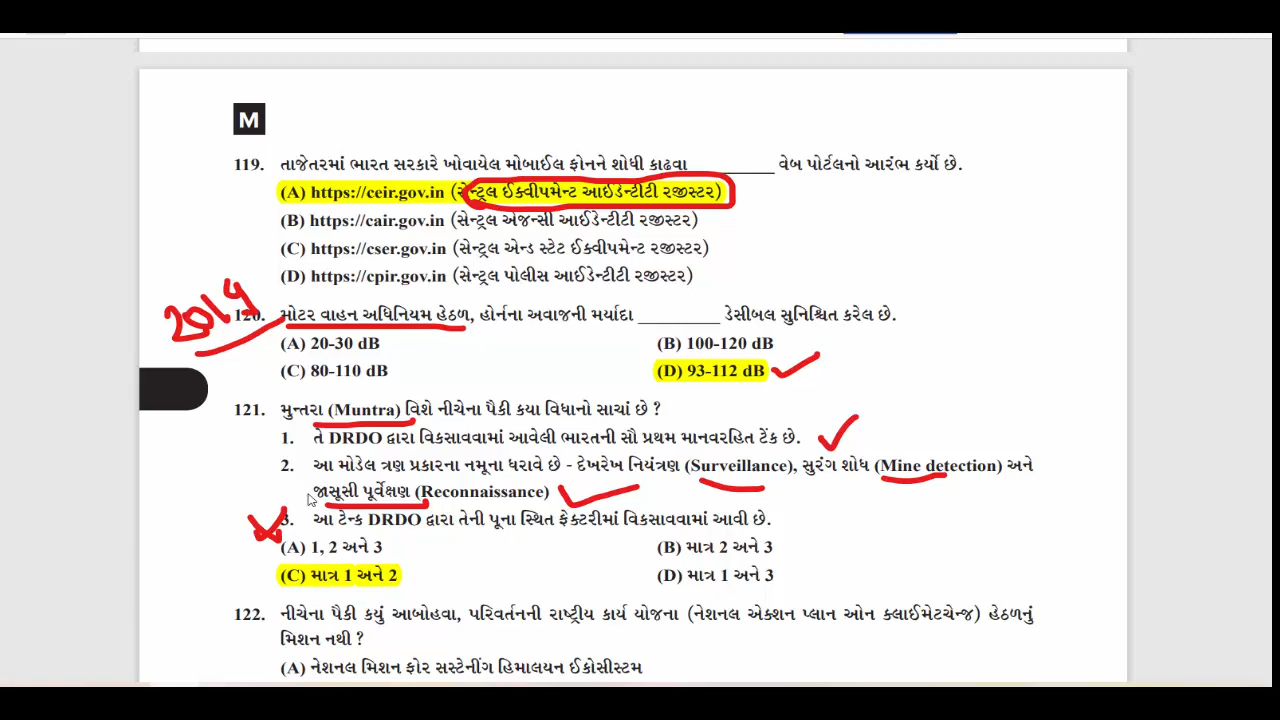 M
119. તાજેતરમાં ભારત સરકારે ખોવાયેલ મોબાઈલ ફોનને શોધી કાઢવા ________ વેબ પોર્ટલનો આરંભ કર્યો છે.
(A) https://ceir.gov.in (સેન્ટ્રલ ઈક્વીપમેન્ટ આઈડેન્ટીટી રજીસ્ટર)
(B) https://cair.gov.in (સેન્ટ્રલ એજન્સી આઈડેન્ટીટી રજીસ્ટર)
(C) https://cser.gov.in (સેન્ટ્રલ એન્ડ સ્ટેટ ઈક્વીપમેન્ટ રજીસ્ટર)
(D) https://cpir.gov.in (સેન્ટ્રલ પોલીસ આઈડેન્ટીટી રજીસ્ટર)
2019
120. મોટર વાહન અધિનિયમ હેઠળ, હોર્નના અવાજની મર્યાદા ________ ડેસીબલ સુનિશ્ચિત કરેલ છે.
(A) 20-30 dB (B) 100-120 dB
(C) 80-110 dB (D) 93-112 dB
121. મુન્તરા (Muntra) વિશે નીચેના પૈકી કયા વિધાનો સાચાં છે ?
1. તે DRDO દ્વારા વિકસાવવામાં આવેલી ભારતની સૌ પ્રથમ માનવરહિત ટેંક છે.
2. આ મોડેલ ત્રણ પ્રકારના નમૂના ધરાવે છે - દેખરેખ નિયંત્રણ (Surveillance), સુરંગ શોધ (Mine detection) અને
જાસૂસી પૂર્વેક્ષણ (Reconnaissance)
3. આ ટેન્ક DRDO દ્વારા તેની પૂના સ્થિત ફેક્ટરીમાં વિકસાવવામાં આવી છે.
(A) 1, 2 અને 3 (B) માત્ર 2 અને 3
(C) માત્ર 1 અને 2 (D) માત્ર 1 અને 3
122. નીચેના પૈકી કયું આબોહવા, પરિવર્તનની રાષ્ટ્રીય કાર્ય યોજના (નેશનલ એક્શન પ્લાન ઓન ક્લાઈમેટચેન્જ) હેઠળનું
મિશન નથી ?
(A) નેશનલ મિશન ફોર સસ્ટેનીંગ હિમાલયન ઈકોસીસ્ટમ